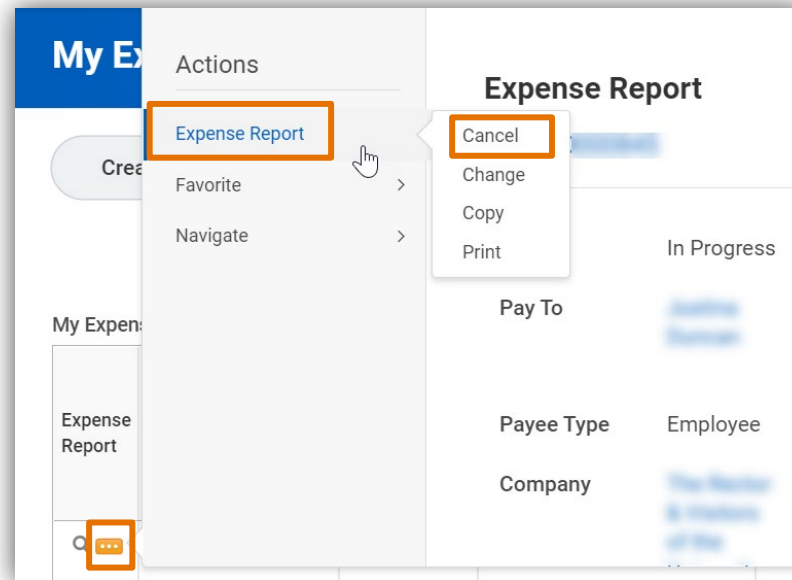 My Ex
Actions
Expense Report
Expense Report
Cancel
Crea
Change
Favorite
Copy
Navigate
Print
In Progress
My Expens
Pay To
Expense
Report
Payee Type
Employee
Company